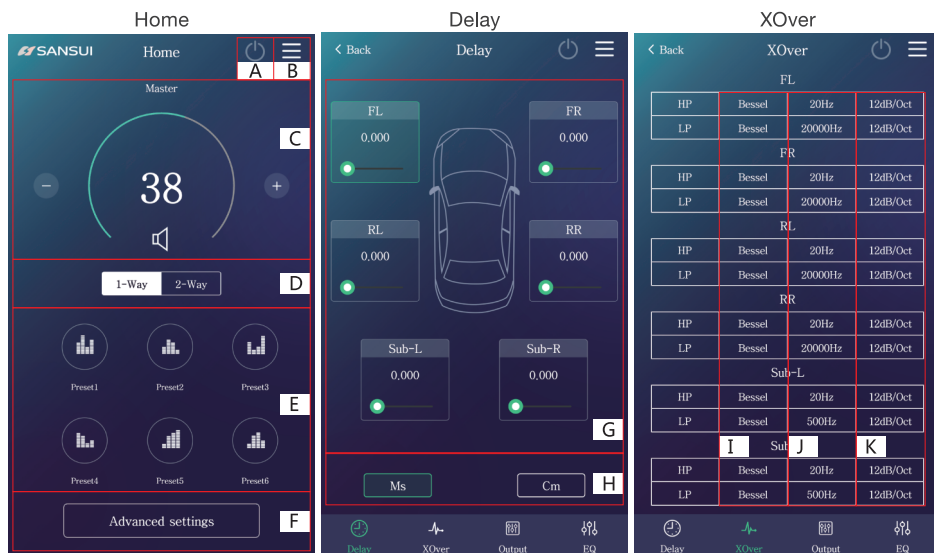 Home
SANSUI Home
A B
Master
C
38
- +
1-Way 2-Way
D
Preset1 Preset2 Preset3
E
Preset4 Preset5 Preset6
Advanced settings
F
Delay
Back Delay
FL FR
0.000 0.000
RL RR
0.000 0.000
Sub-L Sub-R
0.000 0.000
G
Ms Cm
H
Delay XOver Output EQ
XOver
Back XOver
FL
HP Bessel 20Hz 12dB/Oct
LP Bessel 20000Hz 12dB/Oct
FR
HP Bessel 20Hz 12dB/Oct
LP Bessel 20000Hz 12dB/Oct
RL
HP Bessel 20Hz 12dB/Oct
LP Bessel 20000Hz 12dB/Oct
RR
HP Bessel 20Hz 12dB/Oct
LP Bessel 20000Hz 12dB/Oct
Sub-L
HP Bessel 20Hz 12dB/Oct
LP Bessel 500Hz 12dB/Oct
I Sub J K
HP Bessel 20Hz 12dB/Oct
LP Bessel 500Hz 12dB/Oct
Delay XOver Output EQ